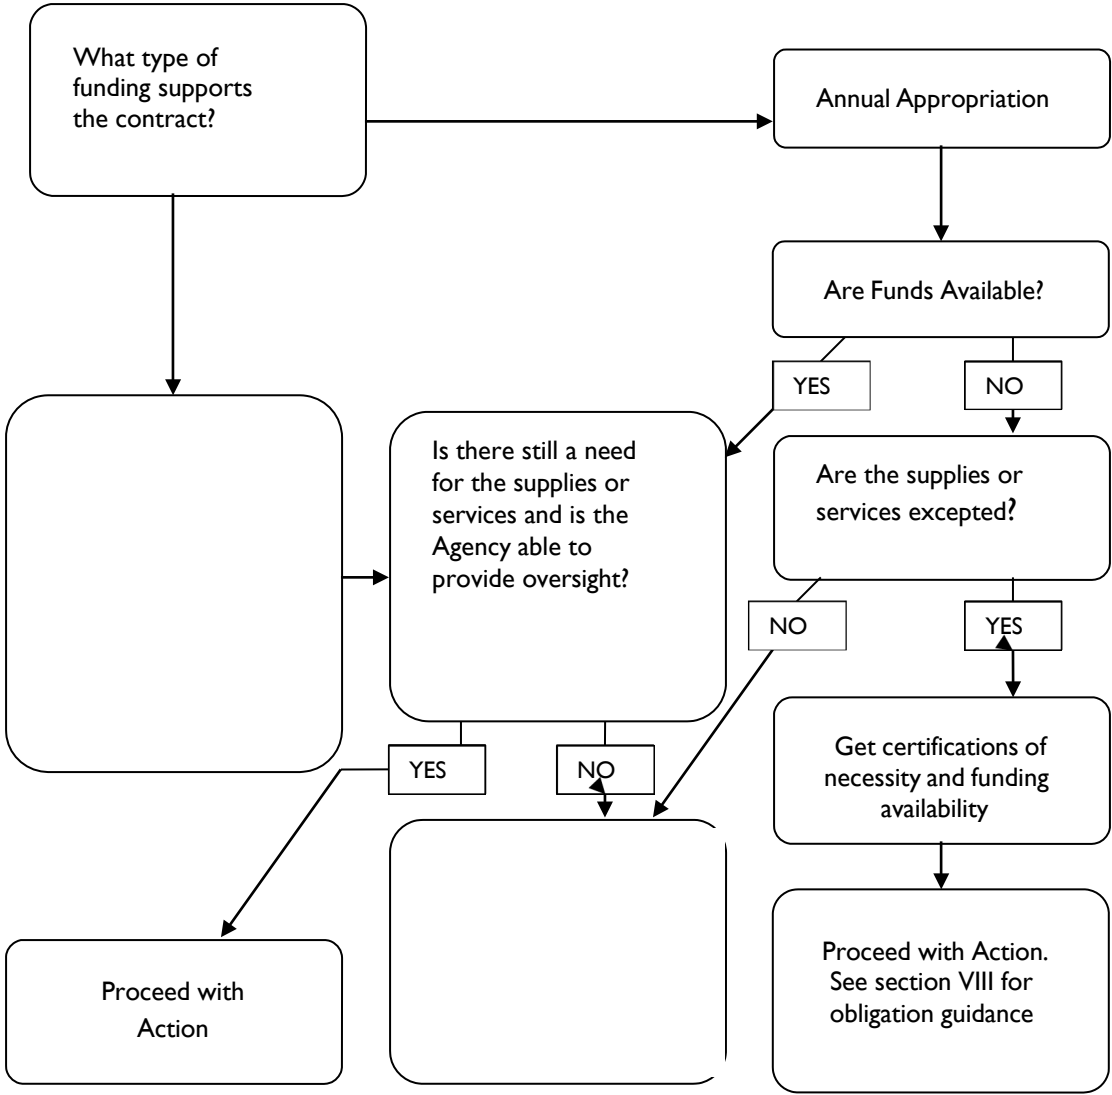 What type of
funding supports
the contract?
Annual Appropriation
Are Funds Available?
YES
NO
Is there still a need
for the supplies or
services and is the
Agency able to
provide oversight?
Are the supplies or
services excepted?
NO
YES
Get certifications of
necessity and funding
availability
YES
NO
Proceed with Action.
See section VIII for
obligation guidance
Proceed with
Action